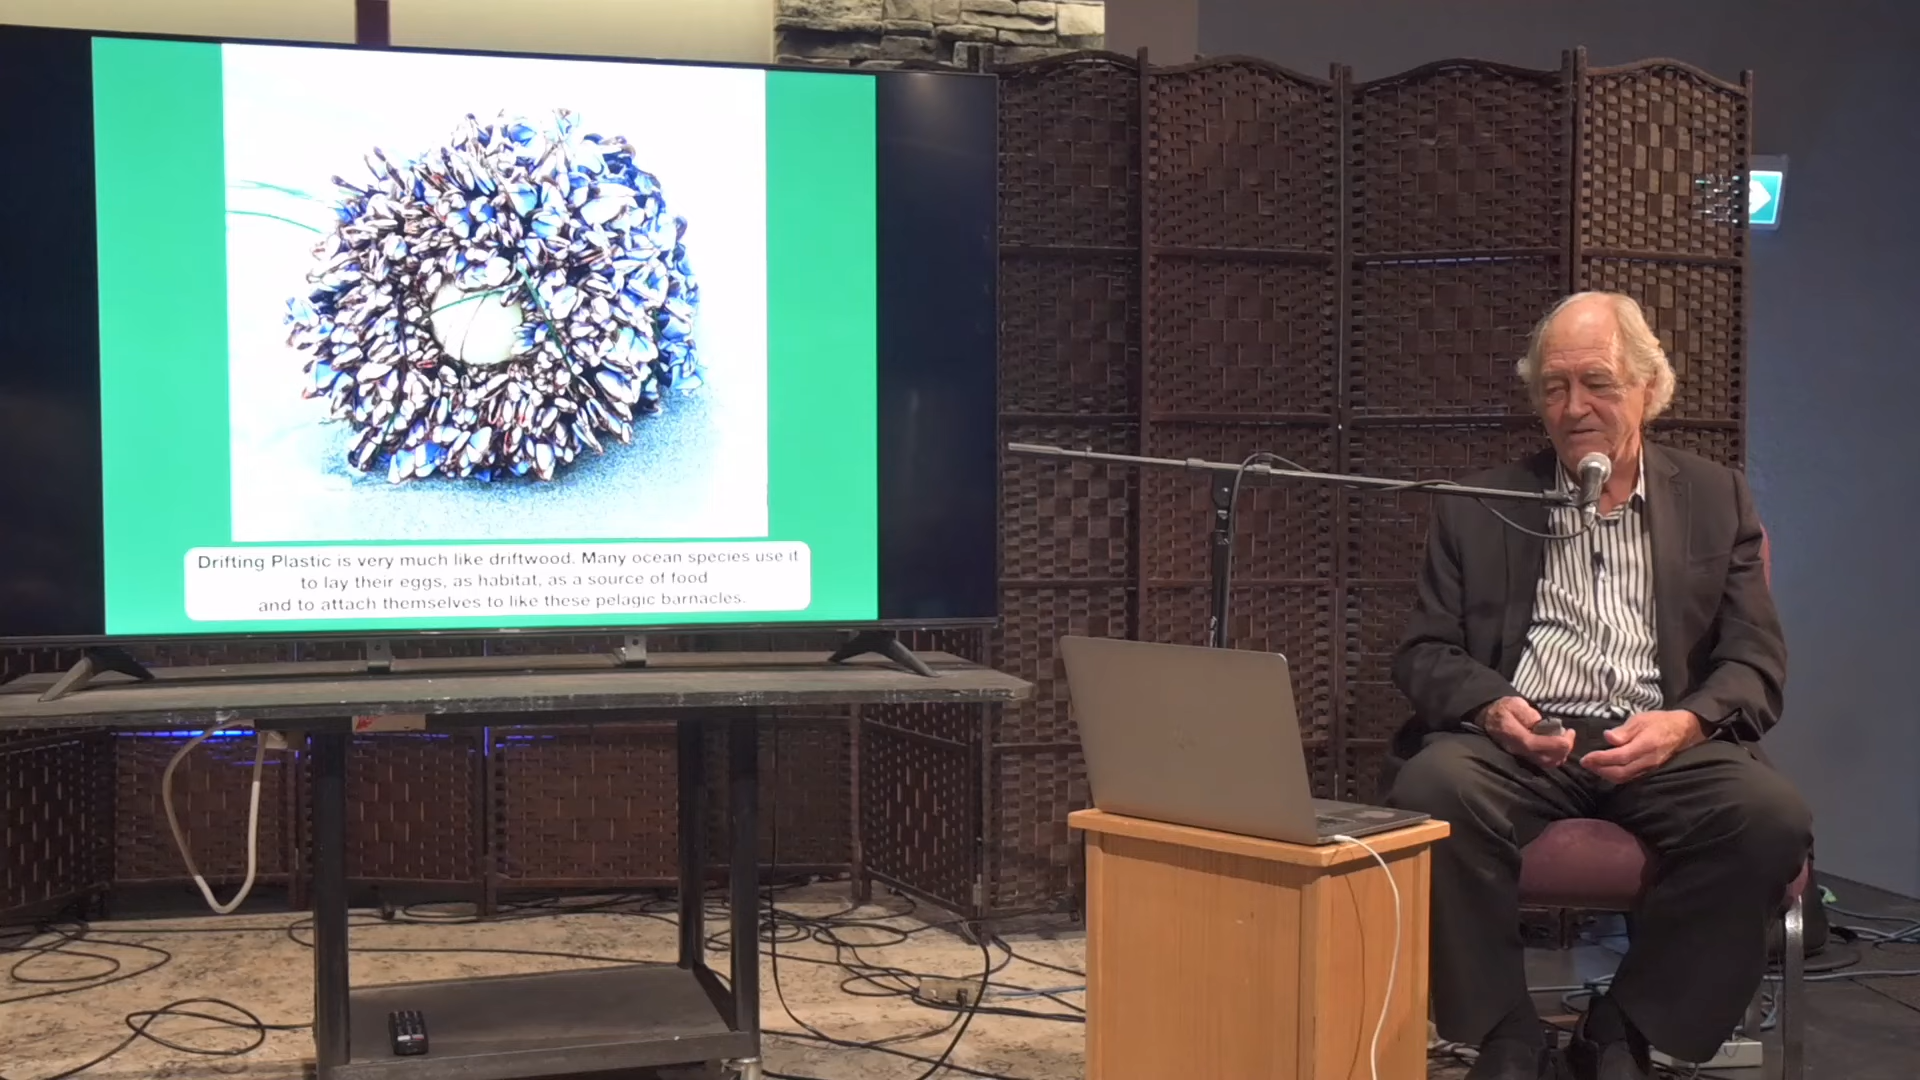 Drifting Plastic is very much like driftwood. Many ocean species use it
to lay their eggs, as habitat, as a source of food
and to attach themselves to like these pelagic barnacles.